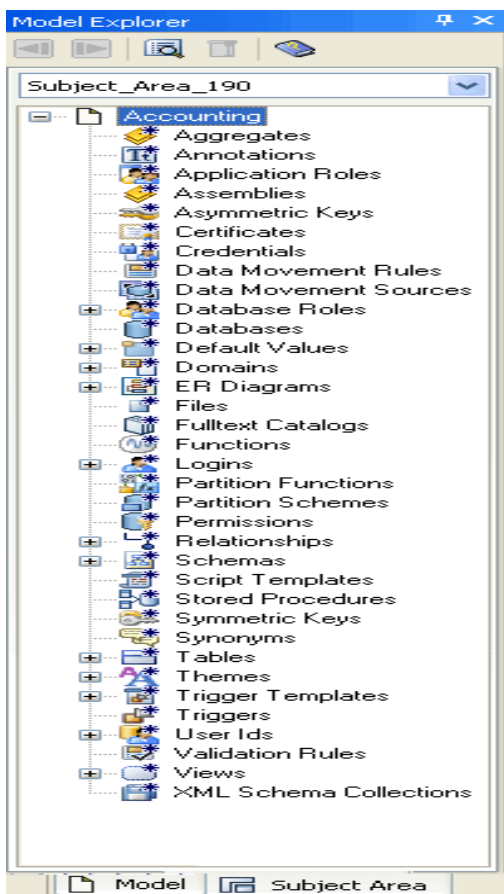 Model Explorer
Subject_Area_190
Accounting
Aggregates
Annotations
Application Roles
Assemblies
Asymmetric Keys
Certificates
Credentials
Data Movement Rules
Data Movement Sources
Database Roles
Databases
Default Values
Domains
ER Diagrams
Files
Fulltext Catalogs
Functions
Logins
Partition Functions
Partition Schemes
Permissions
Relationships
Schemas
Script Templates
Stored Procedures
Symmetric Keys
Synonyms
Tables
Themes
Trigger Templates
Triggers
User Ids
Validation Rules
Views
XML Schema Collections
Model Subject Area